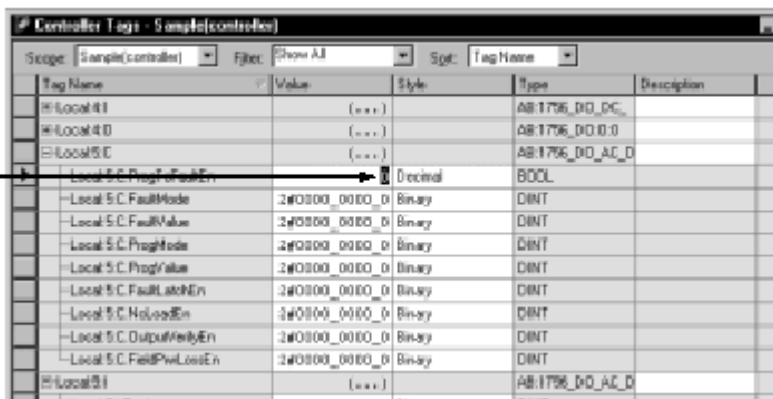 Controller Tags - Sample(controller)
Scope: Sample(controller) Filter: Show All Sort: Tag Name
Tag Name Value Style Type Description
Local:4:I {...} AB:1756_DO_DC_
Local:4:O {...} AB:1756_DO:O:0
Local:5:C {...} AB:1756_DO_AC_D
Local:5:C.ProgToFaultEn 0 Decimal BOOL
Local:5:C.FaultMode 2#0000_0000_0 Binary DINT
Local:5:C.FaultValue 2#0000_0000_0 Binary DINT
Local:5:C.ProgMode 2#0000_0000_0 Binary DINT
Local:5:C.ProgValue 2#0000_0000_0 Binary DINT
Local:5:C.FaultLatchEn 2#0000_0000_0 Binary DINT
Local:5:C.NoLoadEn 2#0000_0000_0 Binary DINT
Local:5:C.OutputVerifyEn 2#0000_0000_0 Binary DINT
Local:5:C.FieldPwrLossEn 2#0000_0000_0 Binary DINT
Local:5:I {...} AB:1756_DO_AC_D